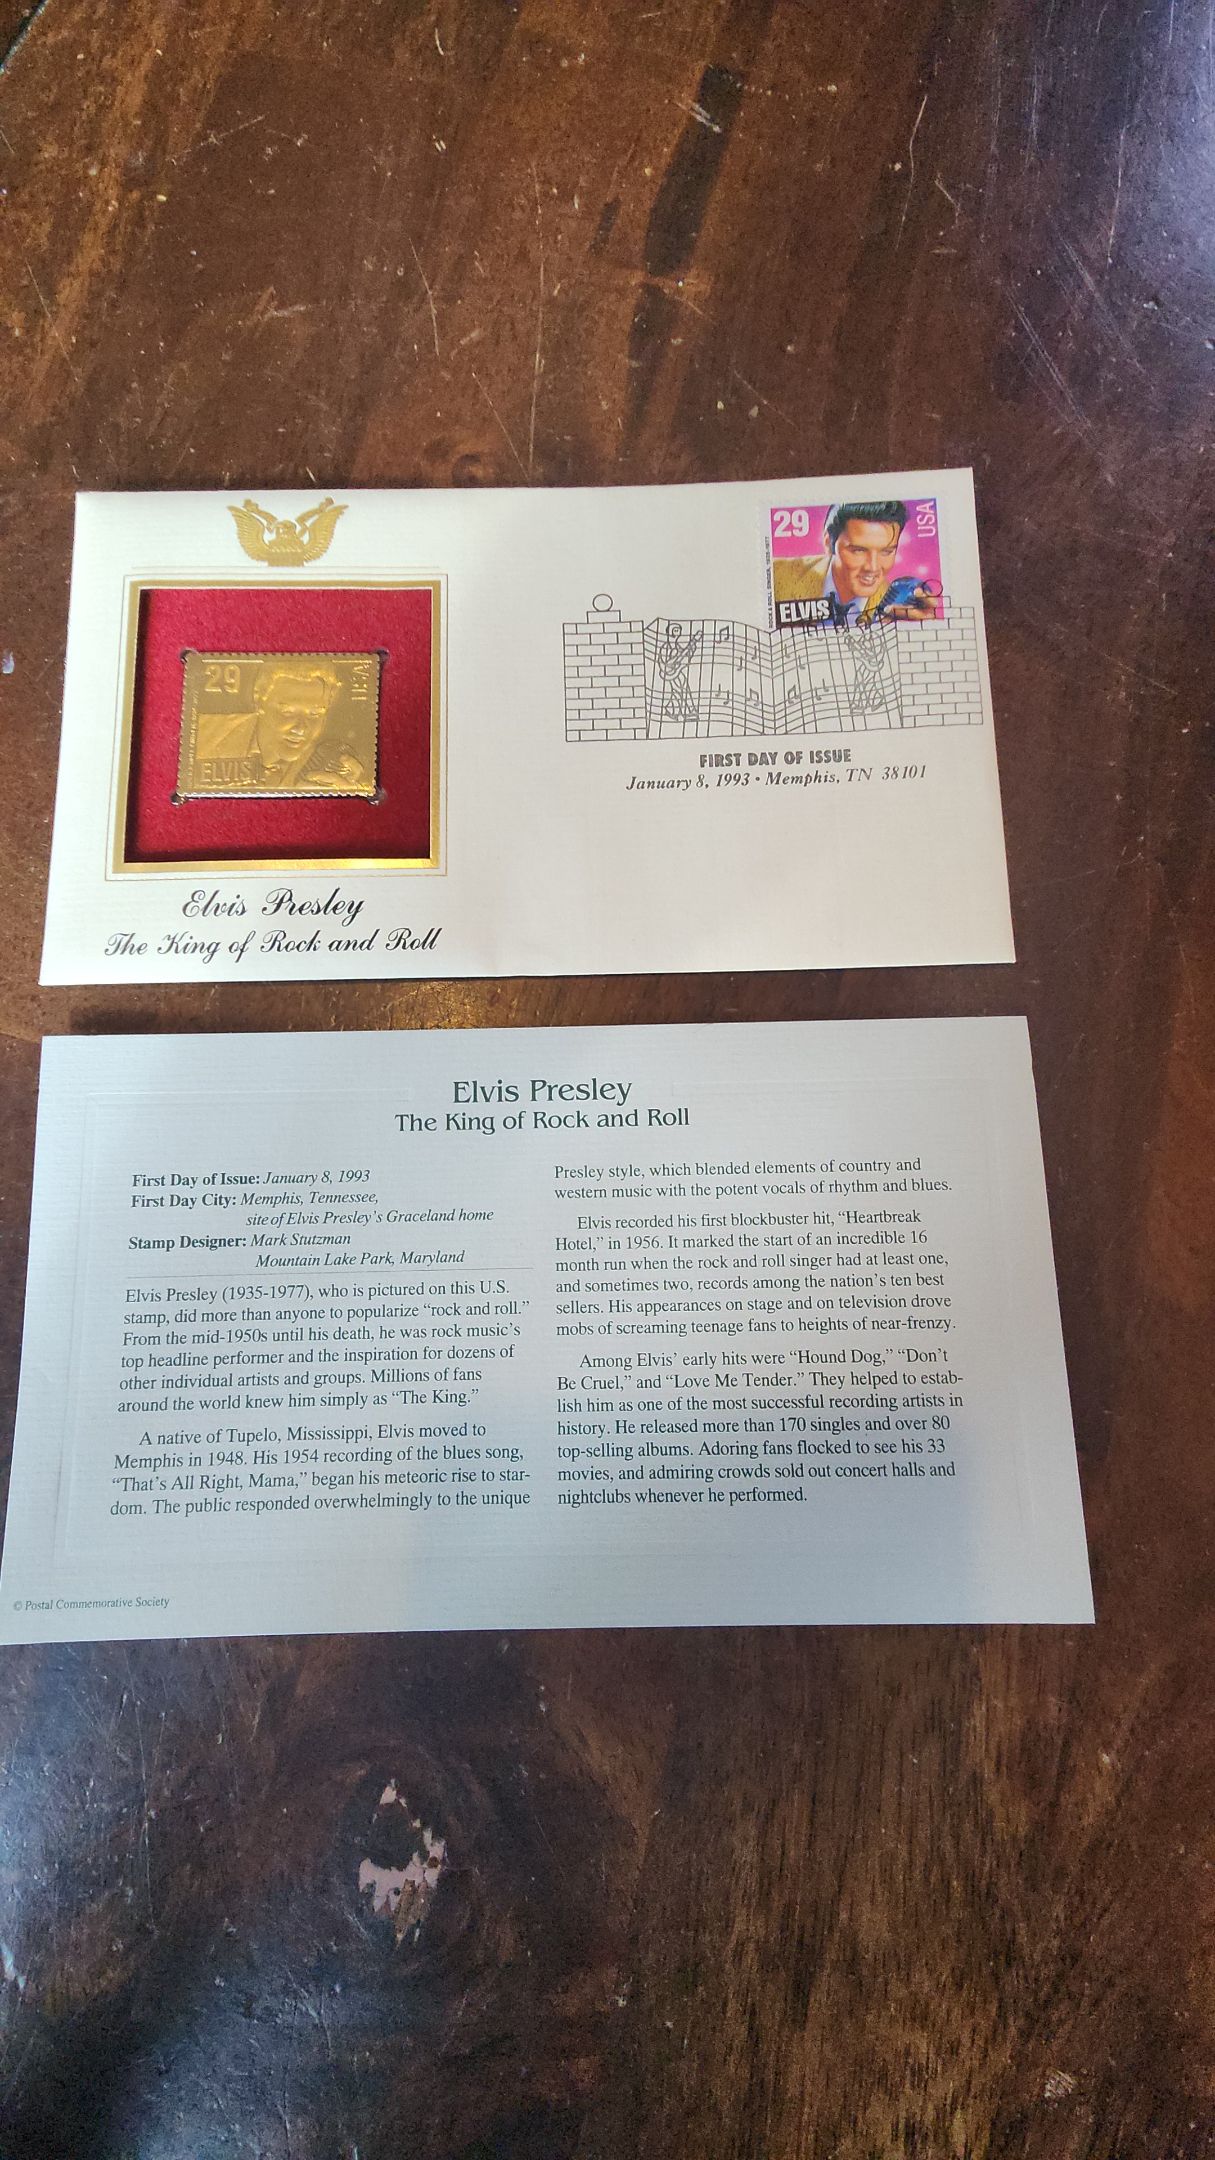 29
USA
ROCK & ROLL SINGER, 1935-1977
ELVIS
29
USA
ELVIS
FIRST DAY OF ISSUE
January 8, 1993 • Memphis, TN 38101
Elvis Presley
The King of Rock and Roll
Elvis Presley
The King of Rock and Roll
First Day of Issue: January 8, 1993
First Day City: Memphis, Tennessee,
site of Elvis Presley's Graceland home
Stamp Designer: Mark Stutzman
Mountain Lake Park, Maryland
Elvis Presley (1935-1977), who is pictured on this U.S.
stamp, did more than anyone to popularize “rock and roll.”
From the mid-1950s until his death, he was rock music's
top headline performer and the inspiration for dozens of
other individual artists and groups. Millions of fans
around the world knew him simply as “The King.”
A native of Tupelo, Mississippi, Elvis moved to
Memphis in 1948. His 1954 recording of the blues song,
“That's All Right, Mama,” began his meteoric rise to star-
dom. The public responded overwhelmingly to the unique
Presley style, which blended elements of country and
western music with the potent vocals of rhythm and blues.
Elvis recorded his first blockbuster hit, “Heartbreak
Hotel,” in 1956. It marked the start of an incredible 16
month run when the rock and roll singer had at least one,
and sometimes two, records among the nation's ten best
sellers. His appearances on stage and on television drove
mobs of screaming teenage fans to heights of near-frenzy.
Among Elvis' early hits were “Hound Dog,” “Don't
Be Cruel,” and “Love Me Tender.” They helped to estab-
lish him as one of the most successful recording artists in
history. He released more than 170 singles and over 80
top-selling albums. Adoring fans flocked to see his 33
movies, and admiring crowds sold out concert halls and
nightclubs whenever he performed.
© Postal Commemorative Society